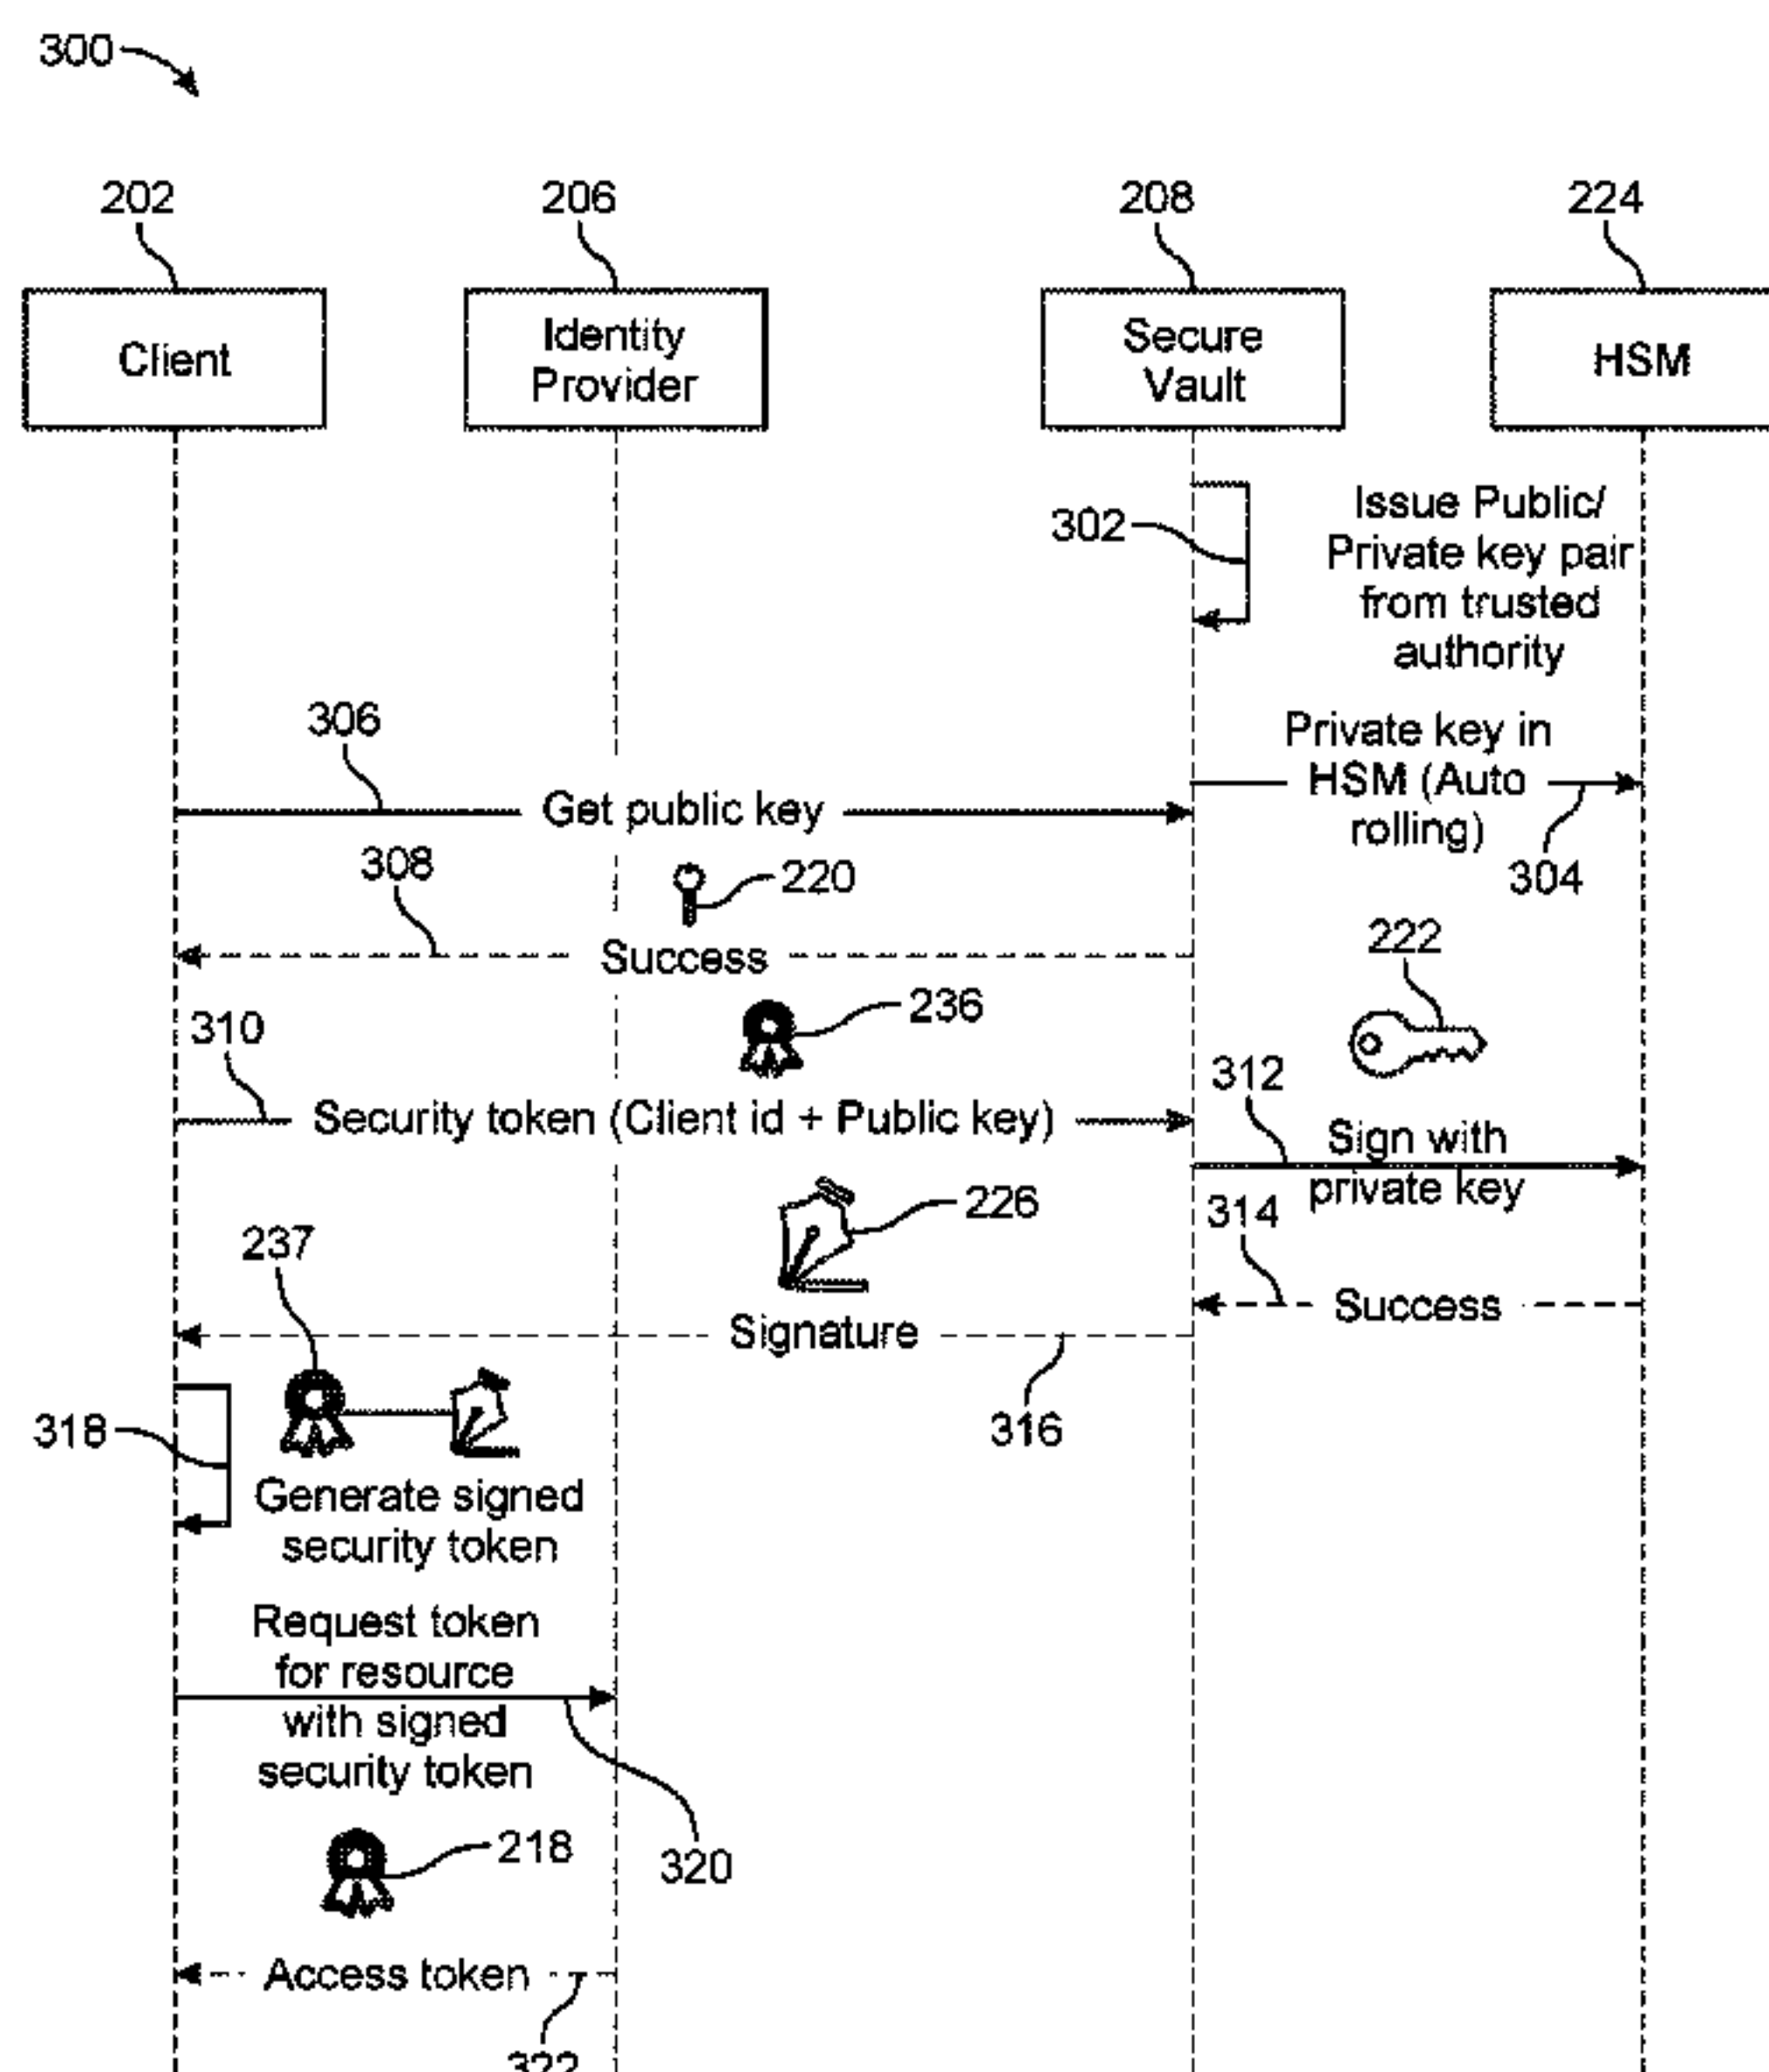 300
202
206
208
224
Client
Identity
Provider
Secure
Vault
HSM
302
Issue Public/
Private key pair
from trusted
authority
306
Private key in
HSM (Auto
rolling)
304
Get public key
308
220
Success
222
236
310
312
Security token (Client id + Public key)
Sign with
private key
226
314
237
Success
Signature
316
318
Generate signed
security token
Request token
for resource
with signed
security token
320
218
Access token
322